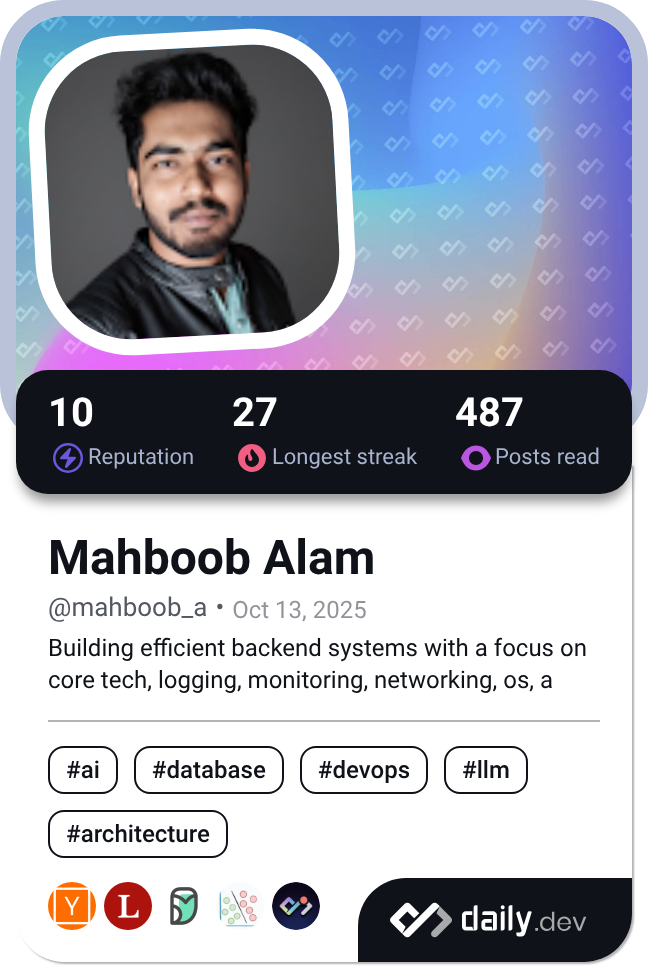 10
27
487
Reputation
Longest streak
Posts read
Mahboob Alam
@mahboob_a • Oct 13, 2025
Building efficient backend systems with a focus on
core tech, logging, monitoring, networking, os, a
#ai
#database
#devops
#llm
#architecture
Y
L
daily.dev